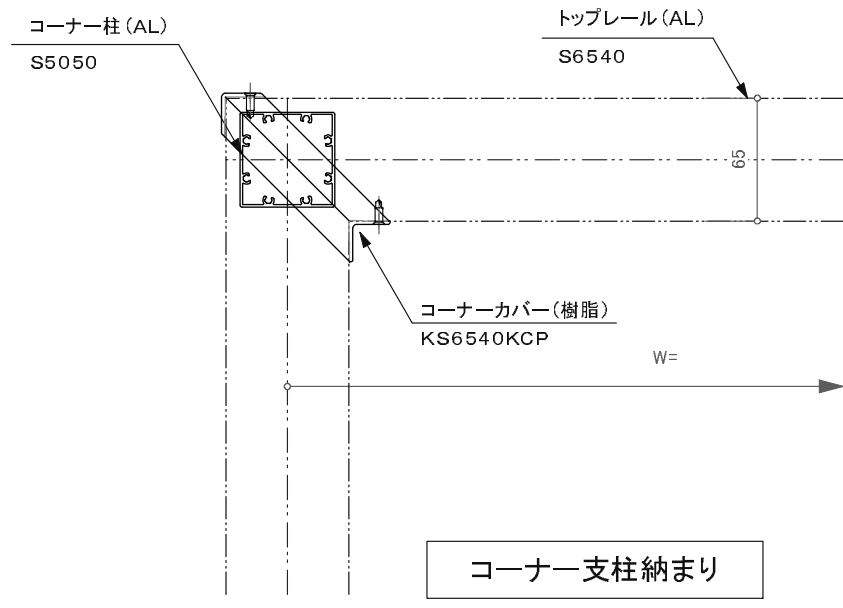 コーナー柱（AL）
S5050
トップレール（AL）
S6540
65
コーナーカバー（樹脂）
KS6540KCP
W=
コーナー支柱納まり